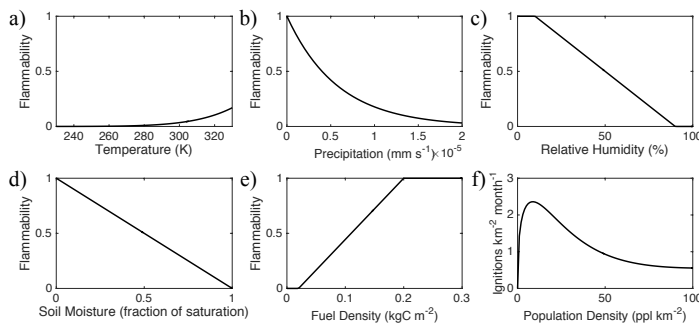 a)
Flammability
1
0.5
0
240 260 280 300 320
Temperature (K)
b)
Flammability
1
0.5
0
0 0.5 1 1.5 2
Precipitation (mm s⁻¹)×10⁻⁵
c)
Flammability
1
0.5
0
0 50 100
Relative Humidity (%)
d)
Flammability
1
0.5
0
0 0.5 1
Soil Moisture (fraction of saturation)
e)
Flammability
1
0.5
0
0 0.1 0.2 0.3
Fuel Density (kgC m⁻²)
f)
Ignitions km⁻² month⁻¹
3
2
1
0
0 50 100
Population Density (ppl km⁻²)